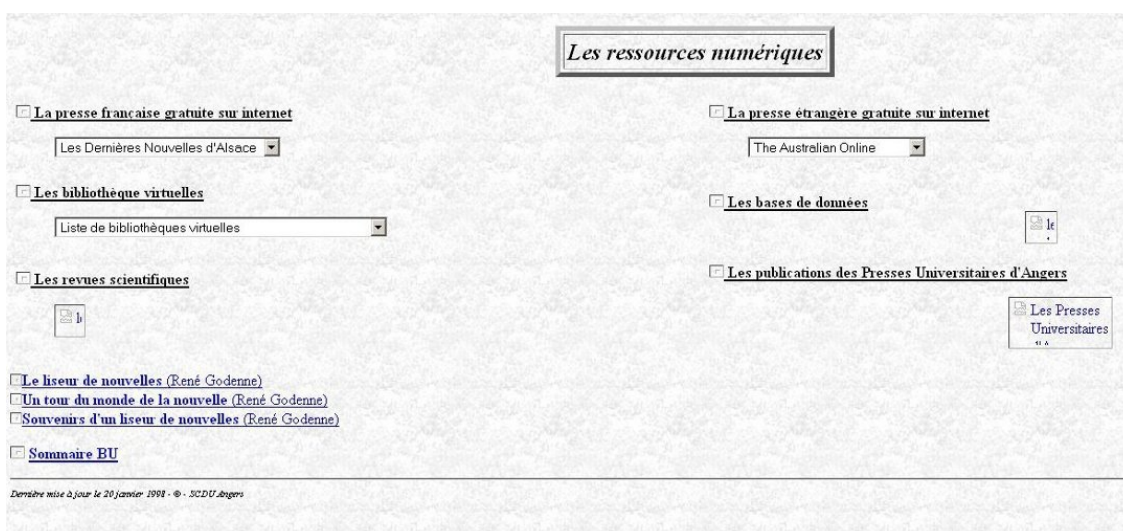 Les ressources numériques
La presse française gratuite sur internet
Les Dernières Nouvelles d'Alsace
La presse étrangère gratuite sur internet
The Australian Online
Les bibliothèque virtuelles
Liste de bibliothèques virtuelles
Les bases de données
le
Les revues scientifiques
Les publications des Presses Universitaires d'Angers
Les Presses
Universitaires
Le liseur de nouvelles (René Godenne)
Un tour du monde de la nouvelle (René Godenne)
Souvenirs d'un liseur de nouvelles (René Godenne)
Sommaire BU
Dernière mise à jour le 20 janvier 1998 - © - SCDU Angers